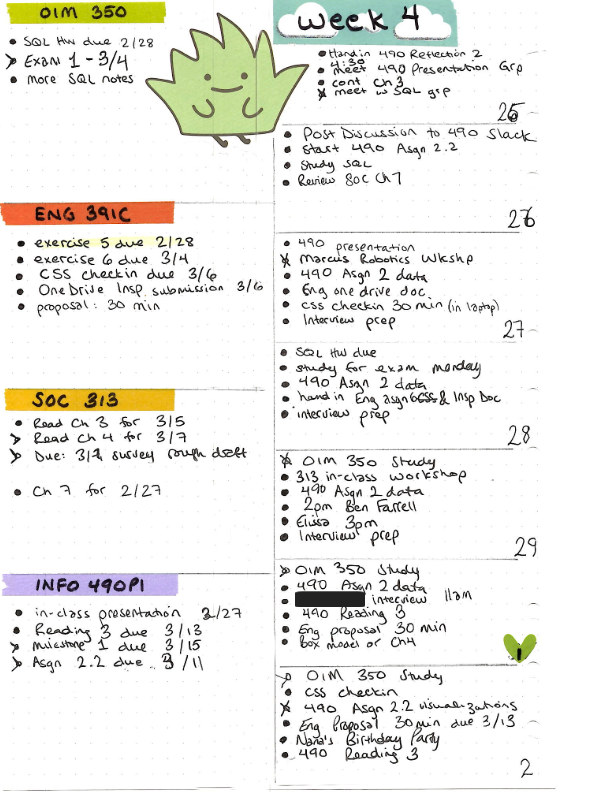 OIM 350
SQL HW due 2/28
Exam 1 - 3/4
more SQL notes
ENG 391C
exercise 5 due 2/28
exercise 6 due 3/4
CSS checkin due 3/6
OneDrive Insp. submission 3/6
proposal: 30 min
SOC 313
Read Ch 3 for 3/5
Read Ch 4 for 3/7
Due: 3/ survey rough draft
Ch 7 for 2/27
INFO 490PI
in-class presentation 2/27
Reading 3 due 3/13
Milestone 1 due 3/15
Asgn 2.2 due 3/11
Week 4
Hand in 490 Reflection 2
4:30
meet 490 Presentation Grp
cont Ch 3
meet w SQL grp
25
Post Discussion to 490 Slack
start 490 Asgn 2.2
Study SQL
Review SOC Ch 7
26
490 presentation
Marcus Robotics Wkshp
490 Asgn 2 data
Eng one drive doc
CSS checkin 30 min (in laptop)
Interview prep
27
SQL HW due
study for exam monday
490 Asgn 2 data
hand in Eng asgn 6 & Insp Doc
interview prep
28
OIM 350 Study
313 in-class workshop
490 Asgn 2 data
2pm Ben Farrell
Elissa 3pm
Interview prep
29
OIM 350 Study
490 Asgn 2 data
interview 11am
490 Reading 3
Eng proposal 30 min
box model or Ch4
1
OIM 350 Study
CSS checkin
490 Asgn 2.2 visualizations
Eng Proposal 30min due 3/13
Nana's Birthday Party
490 Reading 3
2